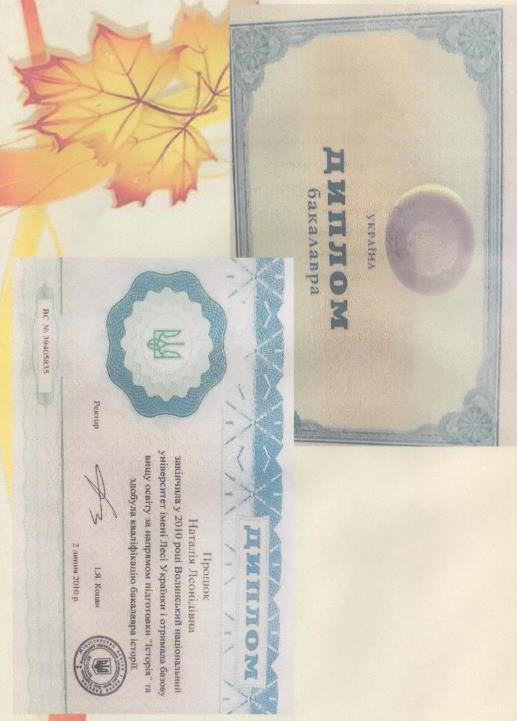 УКРАЇНА
ДИПЛОМ
бакалавра
ДИПЛОМ
Процюк
Наталія Леонідівна
закінчила у 2010 році Волинський національний
університет імені Лесі Українки і отримала базову
вищу освіту за напрямом підготовки "Історія" та
здобула кваліфікацію бакалавра історії.
Ректор
І.Я. Коцан
2 липня 2010 р.
ВС № 39405835